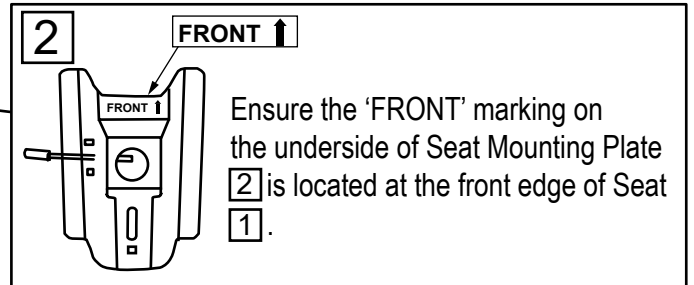 2
FRONT ⬆
FRONT ⬆
Ensure the ‘FRONT’ marking on
the underside of Seat Mounting Plate
2 is located at the front edge of Seat
1 .